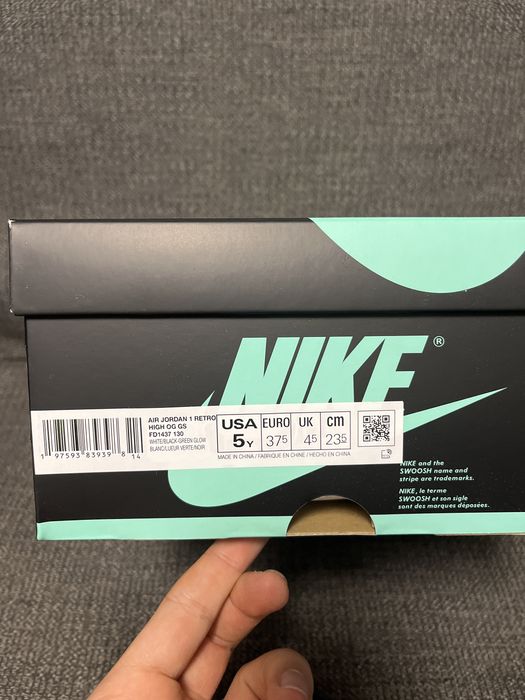 NIKE®
AIR JORDAN 1 RETRO
HIGH OG GS
FD1437 130
WHITE/BLACK-GREEN GLOW
BLANC/LUEUR VERTE/NOIR
1 97593 83939 8 14
USA EURO UK cm
5Y 37.5 4.5 23.5
MADE IN CHINA / FABRIQUE EN CHINE / HECHO EN CHINA
NIKE and the
SWOOSH name and
stripe are trademarks.
NIKE, le terme
SWOOSH et son sigle
sont des marques déposées.